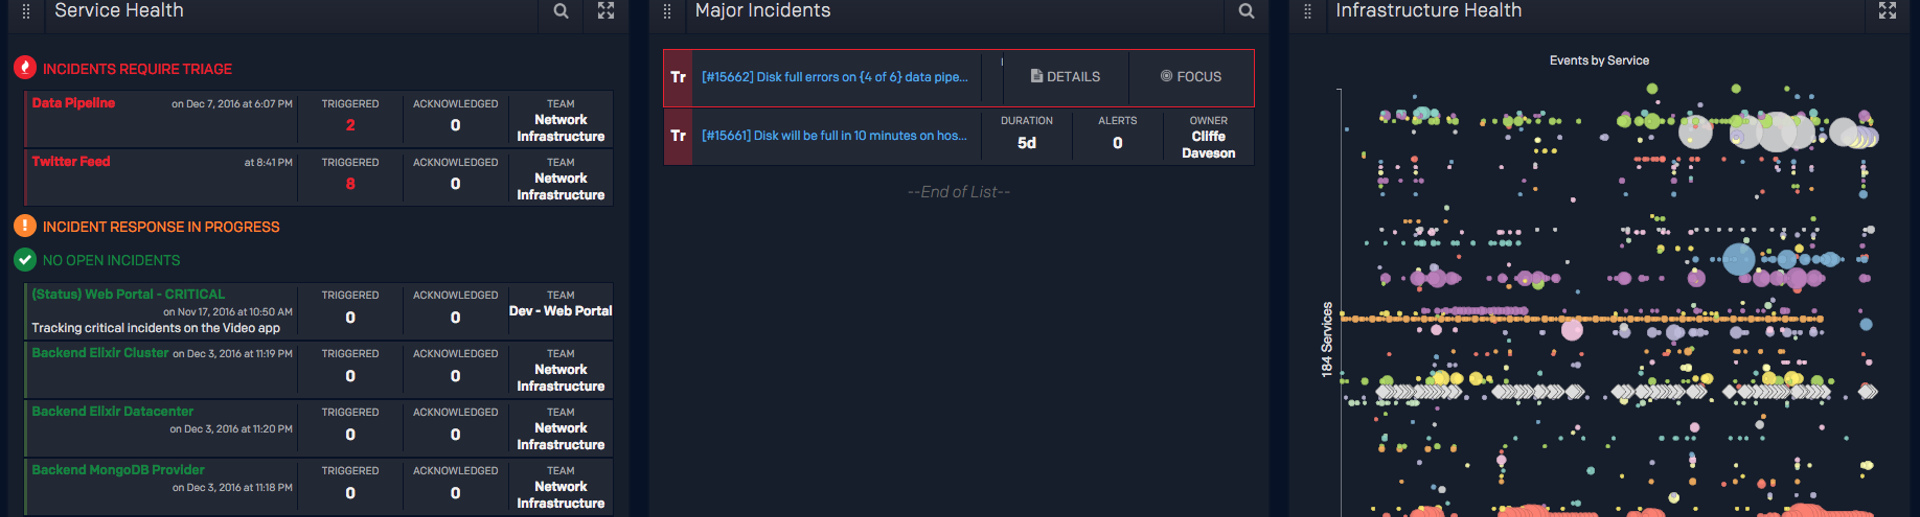 Service Health
INCIDENTS REQUIRE TRIAGE
Data Pipeline
on Dec 7, 2016 at 6:07 PM
TRIGGERED
2
ACKNOWLEDGED
0
TEAM
Network
Infrastructure
Twitter Feed
at 8:41 PM
TRIGGERED
8
ACKNOWLEDGED
0
TEAM
Network
Infrastructure
INCIDENT RESPONSE IN PROGRESS
NO OPEN INCIDENTS
(Status) Web Portal - CRITICAL
on Nov 17, 2016 at 10:50 AM
Tracking critical incidents on the Video app
TRIGGERED
0
ACKNOWLEDGED
0
TEAM
Dev - Web Portal
Backend Elixir Cluster
on Dec 3, 2016 at 11:19 PM
TRIGGERED
0
ACKNOWLEDGED
0
TEAM
Network
Infrastructure
Backend Elixir Datacenter
on Dec 3, 2016 at 11:20 PM
TRIGGERED
0
ACKNOWLEDGED
0
TEAM
Network
Infrastructure
Backend MongoDB Provider
on Dec 3, 2016 at 11:18 PM
TRIGGERED
0
ACKNOWLEDGED
0
TEAM
Network
Infrastructure
Major Incidents
Tr
[#15662] Disk full errors on {4 of 6} data pipe...
DETAILS
FOCUS
Tr
[#15661] Disk will be full in 10 minutes on hos...
DURATION
5d
ALERTS
0
OWNER
Cliffe
Daveson
--End of List--
Infrastructure Health
Events by Service
184 Services